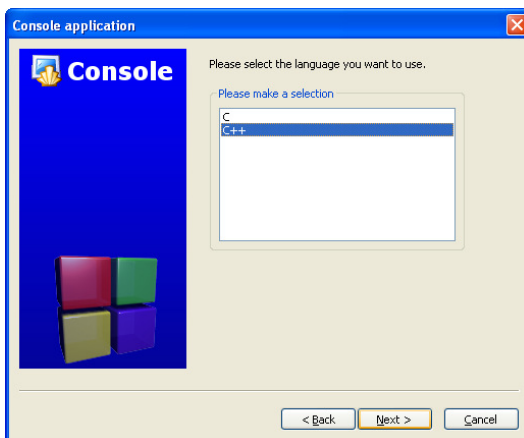 Console application
Console
Please select the language you want to use.
Please make a selection
C
C++
< Back
Next >
Cancel